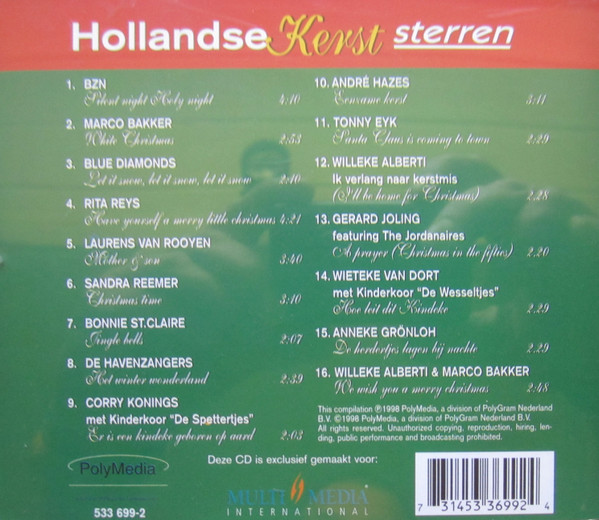 Hollandse Kerst sterren
1. BZN
Silent night Holy night 4:10
2. MARCO BAKKER
White Christmas 2:53
3. BLUE DIAMONDS
Let it snow, let it snow, let it snow 2:10
4. RITA REYS
Have yourself a merry little christmas 4:21
5. LAURENS VAN ROOYEN
Mother & son 3:40
6. SANDRA REEMER
Christmas time 3:10
7. BONNIE ST.CLAIRE
Jingle bells 2:07
8. DE HAVENZANGERS
Hel winter wonderland 2:39
9. CORRY KONINGS
met Kinderkoor "De Spettertjes"
Er is een kindeke geboren op aard 2:03
10. ANDRÉ HAZES
Eenzame kerst 3:11
11. TONNY EYK
Santa Claus is coming to town 2:29
12. WILLEKE ALBERTI
Ik verlang naar kerstmis
(I'll be home for Christmas) 2.28
13. GERARD JOLING
featuring The Jordanaires
A prayer (Christmas in the fifties) 2.20
14. WIETEKE VAN DORT
met Kinderkoor "De Wesseltjes"
Hoe leit dit Kindeke 2.29
15. ANNEKE GRÖNLOH
De herdertjes lagen bij nachte 2:29
16. WILLEKE ALBERTI & MARCO BAKKER
We wish you a merry christmas 2:48
This compilation ℗1998 PolyMedia, a division of PolyGram Nederland
B.V. ©1998 PolyMedia, a division of PolyGram Nederland B.V.
All rights reserved. Unauthorized copying, reproduction, hiring, len-
ding, public performance and broadcasting prohibited.
PolyMedia
533 699-2
Deze CD is exclusief gemaakt voor:
MULTI MEDIA
INTERNATIONAL
7 31453 36992 4